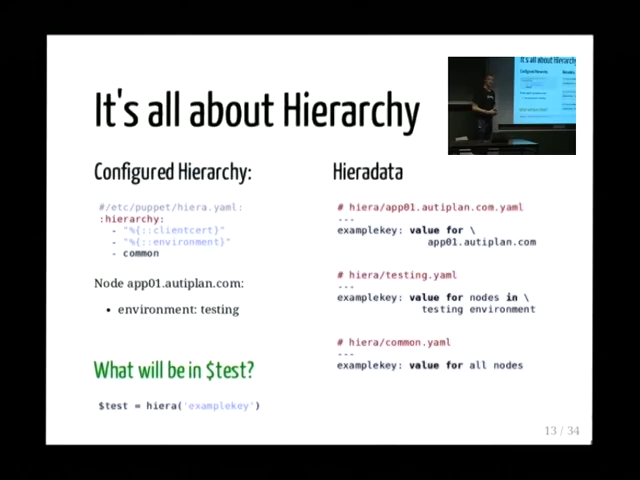 It's all about Hierarchy
Configured Hierarchy:
#/etc/puppet/hiera.yaml:
:hierarchy:
- "%{::clientcert}"
- "%{::environment}"
- common
Node app01.autiplan.com:
• environment: testing
What will be in $test?
$test = hiera('examplekey')
Hieradata
# hiera/app01.autiplan.com.yaml
---
examplekey: value for \
app01.autiplan.com
# hiera/testing.yaml
---
examplekey: value for nodes in \
testing environment
# hiera/common.yaml
---
examplekey: value for all nodes
13 / 34